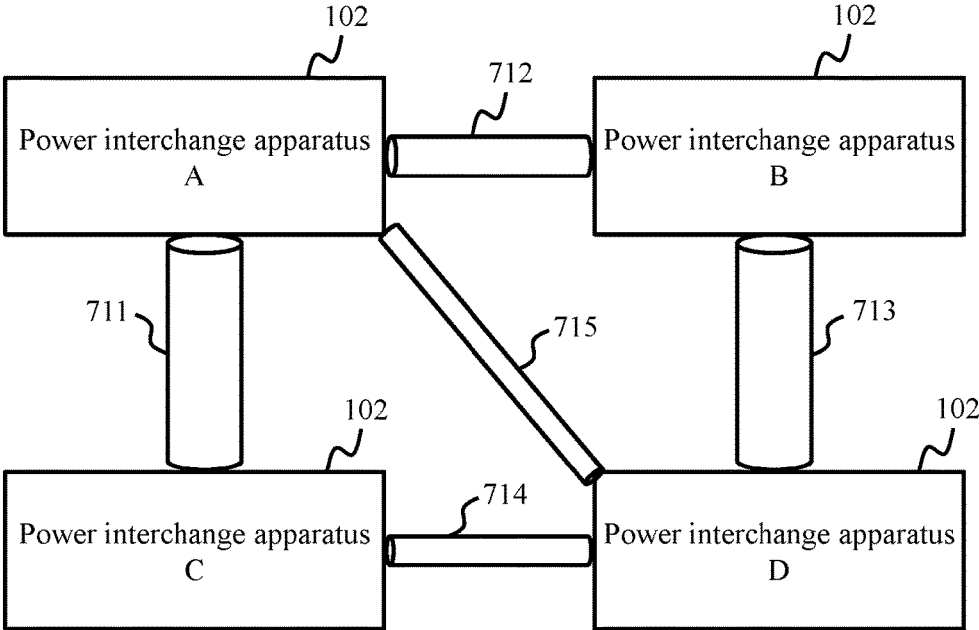 102
102
712
Power interchange apparatus
A
Power interchange apparatus
B
711
715
713
102
102
714
Power interchange apparatus
C
Power interchange apparatus
D